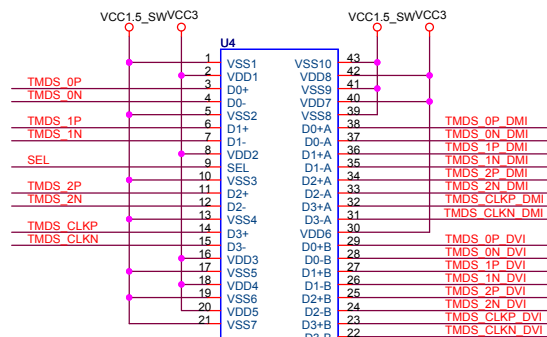 VCC1.5_SW VCC3 VCC1.5_SW VCC3
U4
1 VSS1 VSS10 43
2 VDD1 VDD8 42
TMDS_0P 3 D0+ VSS9 41
TMDS_0N 4 D0- VDD7 40
5 VSS2 VSS8 39
TMDS_1P 6 D1+ D0+A 38 TMDS_0P_DMI
TMDS_1N 7 D1- D0-A 37 TMDS_0N_DMI
8 VDD2 D1+A 36 TMDS_1P_DMI
SEL 9 SEL D1-A 35 TMDS_1N_DMI
10 VSS3 D2+A 34 TMDS_2P_DMI
TMDS_2P 11 D2+ D2-A 33 TMDS_2N_DMI
TMDS_2N 12 D2- D3+A 32 TMDS_CLKP_DMI
13 VSS4 D3-A 31 TMDS_CLKN_DMI
TMDS_CLKP 14 D3+ VDD6 30
TMDS_CLKN 15 D3- D0+B 29 TMDS_0P_DVI
16 VDD3 D0-B 28 TMDS_0N_DVI
17 VSS5 D1+B 27 TMDS_1P_DVI
18 VDD4 D1-B 26 TMDS_1N_DVI
19 VSS6 D2+B 25 TMDS_2P_DVI
20 VDD5 D2-B 24 TMDS_2N_DVI
21 VSS7 D3+B 23 TMDS_CLKP_DVI
D3-B 22 TMDS_CLKN_DVI